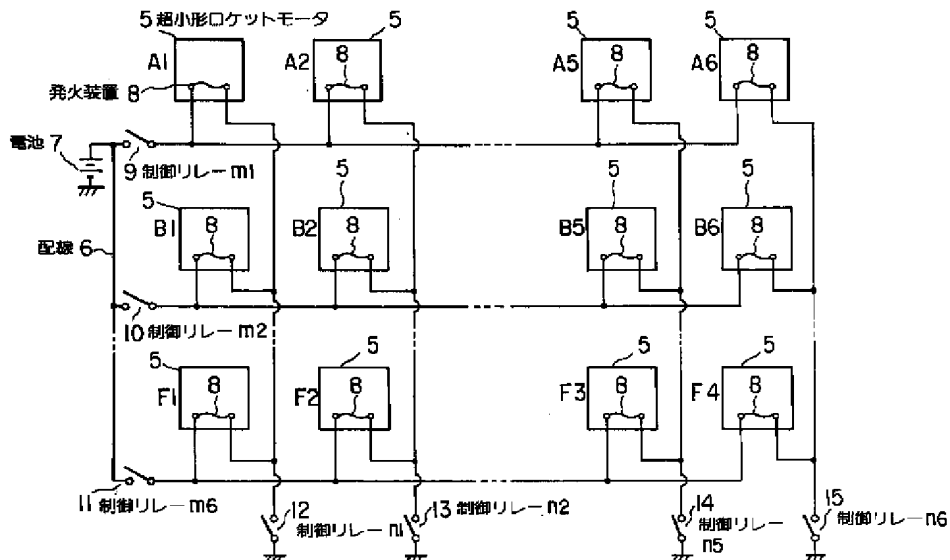 5 超小形ロケットモータ
5
5
5
A1
A2
A5
A6
発火装置 8
8
8
8
電池 7
9 制御リレー m1
5
5
5
5
B1
B2
B5
B6
8
8
8
8
配線 6
10 制御リレー m2
5
5
5
5
F1
F2
F3
F4
8
8
8
8
11 制御リレー m6
12
制御リレー n1
13 制御リレー n2
14
制御リレー
n5
15
制御リレー n6